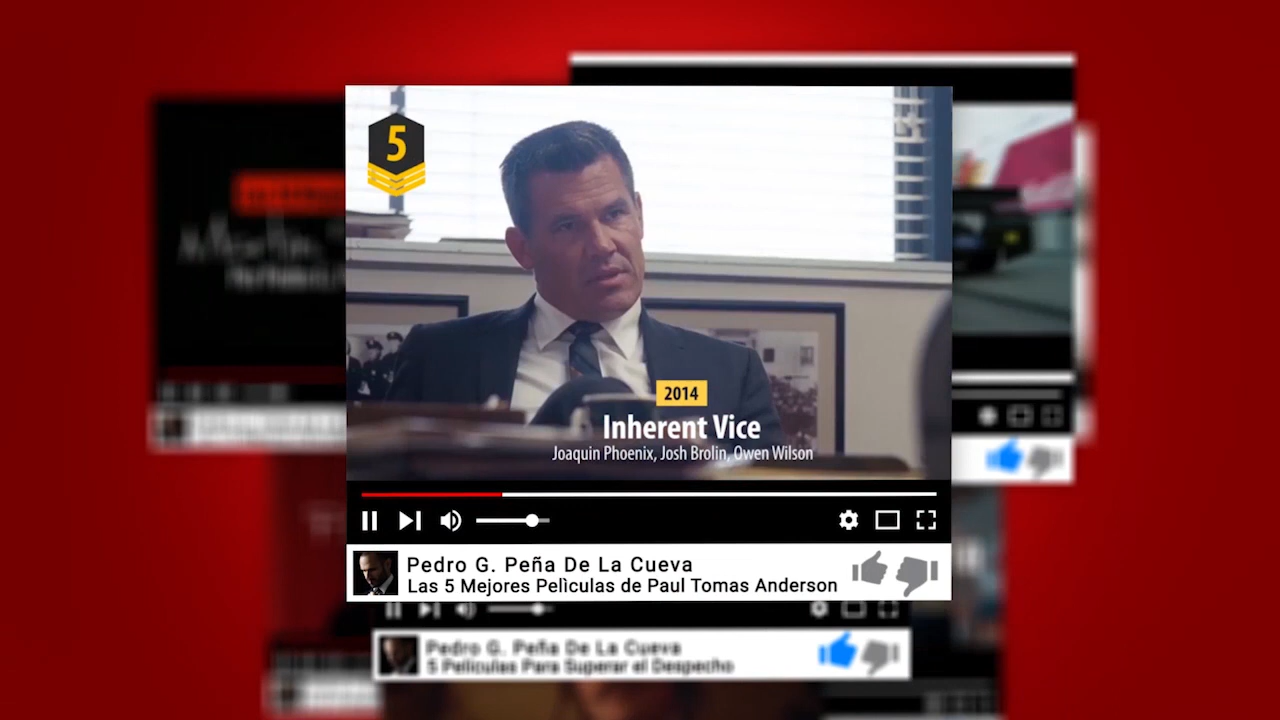 5
2014
Inherent Vice
Joaquin Phoenix, Josh Brolin, Owen Wilson
Pedro G. Peña De La Cueva
Las 5 Mejores Pelìculas de Paul Tomas Anderson
Pedro G. Peña De La Cueva
5 Peliculas Para Superar el Despecho